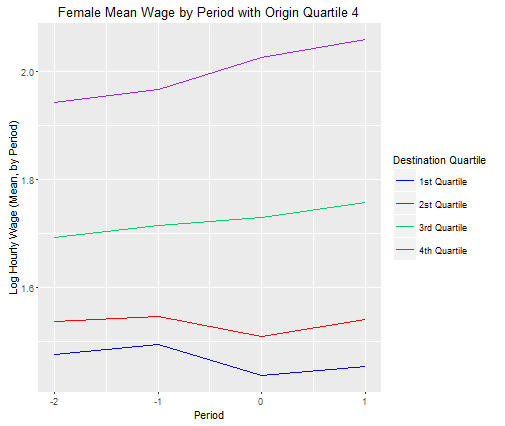 Female Mean Wage by Period with Origin Quartile 4
Log Hourly Wage (Mean, by Period)
2.0
1.8
1.6
-2
-1
0
1
Period
Destination Quartile
1st Quartile
2st Quartile
3rd Quartile
4th Quartile